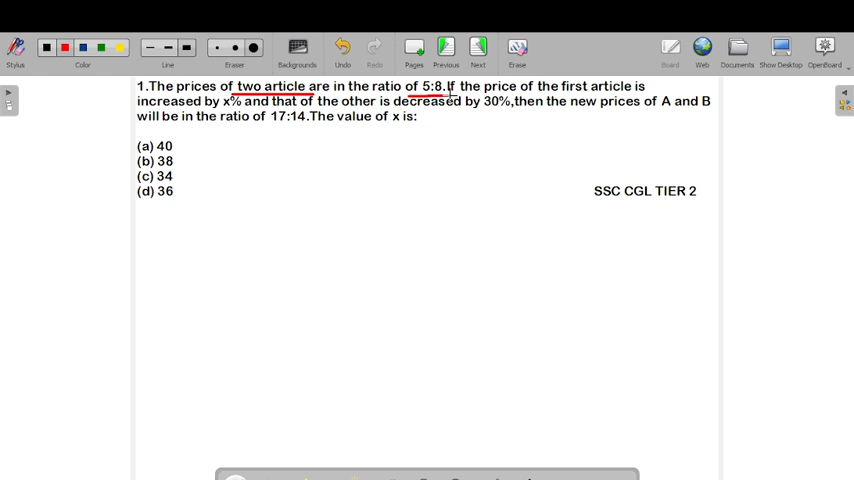 Stylus Color Line Eraser Backgrounds Undo Redo Pages Previous Next Erase Board Web Documents Show Desktop OpenBoard
1.The prices of two article are in the ratio of 5:8.If the price of the first article is
increased by x% and that of the other is decreased by 30%,then the new prices of A and B
will be in the ratio of 17:14.The value of x is:
(a) 40
(b) 38
(c) 34
(d) 36 SSC CGL TIER 2